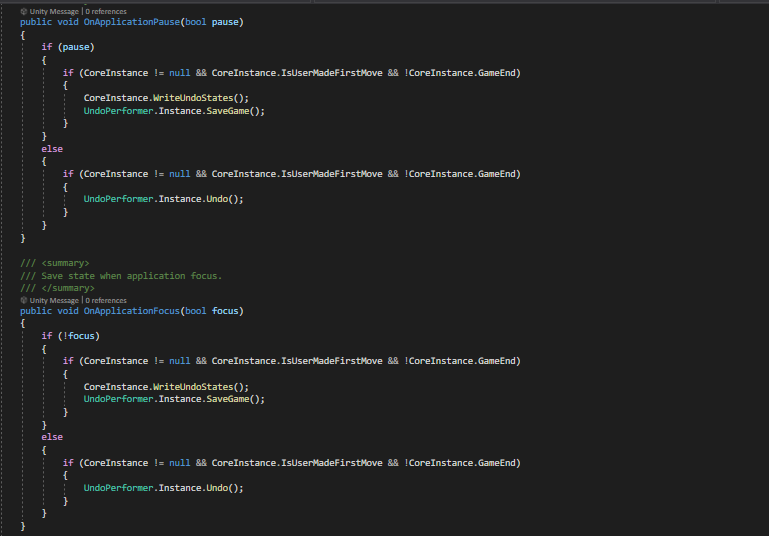 Unity Message | 0 references
public void OnApplicationPause(bool pause)
{
if (pause)
{
if (CoreInstance != null && CoreInstance.IsUserMadeFirstMove && !CoreInstance.GameEnd)
{
CoreInstance.WriteUndoStates();
UndoPerformer.Instance.SaveGame();
}
}
else
{
if (CoreInstance != null && CoreInstance.IsUserMadeFirstMove && !CoreInstance.GameEnd)
{
UndoPerformer.Instance.Undo();
}
}
}
/// <summary>
/// Save state when application focus.
/// </summary>
Unity Message | 0 references
public void OnApplicationFocus(bool focus)
{
if (!focus)
{
if (CoreInstance != null && CoreInstance.IsUserMadeFirstMove && !CoreInstance.GameEnd)
{
CoreInstance.WriteUndoStates();
UndoPerformer.Instance.SaveGame();
}
}
else
{
if (CoreInstance != null && CoreInstance.IsUserMadeFirstMove && !CoreInstance.GameEnd)
{
UndoPerformer.Instance.Undo();
}
}
}